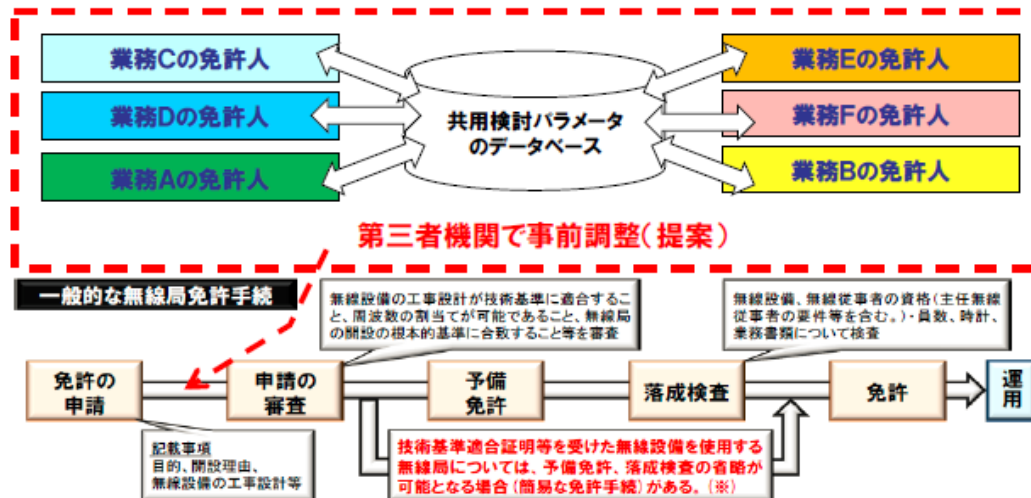 業務Cの免許人
業務Dの免許人
業務Aの免許人
共用検討パラメータ
のデータベース
業務Eの免許人
業務Fの免許人
業務Bの免許人
第三者機関で事前調整(提案)
一般的な無線局免許手続
無線設備の工事設計が技術基準に適合するこ
と、周波数の割当てが可能であること、無線局
の開設の根本的基準に合致すること等を審査
無線設備、無線従事者の資格(主任無線
従事者の要件等を含む。)・員数、時計、
業務書類について検査
免許の
申請
申請の
審査
予備
免許
落成検査
免許
運
用
記載事項
目的、開設理由、
無線設備の工事設計等
技術基準適合証明等を受けた無線設備を使用する
無線局については、予備免許、落成検査の省略が
可能となる場合(簡易な免許手続)がある。(※)